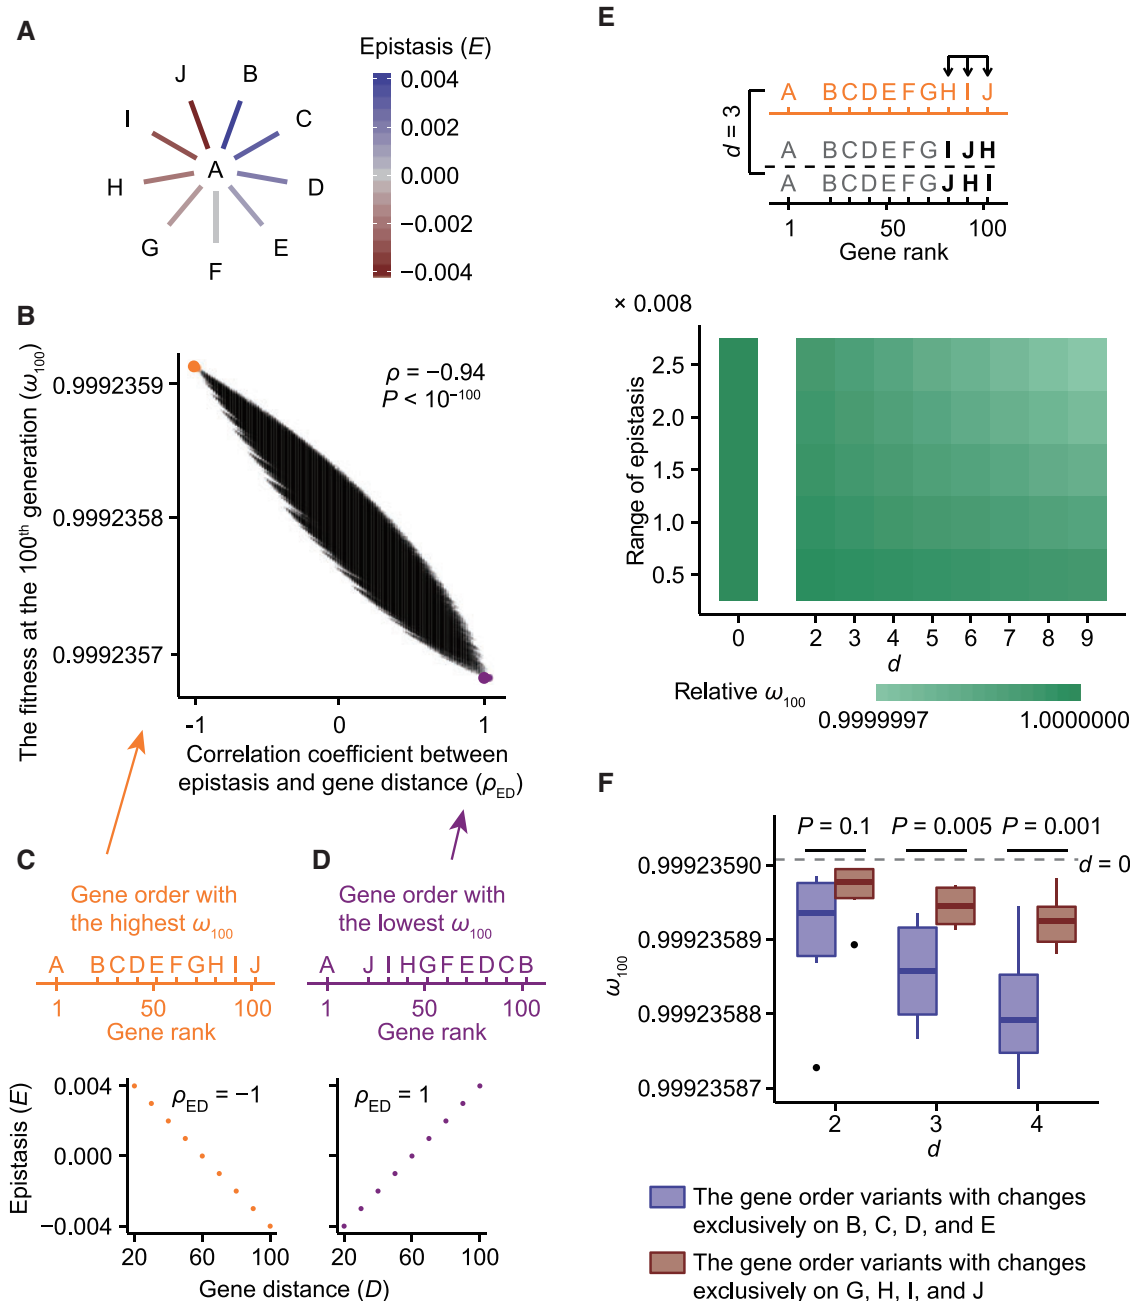 A
Epistasis (E)
J
B
I
C
A
H
D
G
E
F
0.004
0.002
0.000
−0.002
−0.004
B
The fitness at the 100th generation (ω100)
0.9992359
0.9992358
0.9992357
ρ = −0.94
P < 10−100
-1
0
1
Correlation coefficient between
epistasis and gene distance (ρED)
C
Gene order with
the highest ω100
A B C D E F G H I J
1 50 100
Gene rank
D
Gene order with
the lowest ω100
A J I H G F E D C B
1 50 100
Gene rank
Epistasis (E)
0.004
0.000
−0.004
ρED = −1
20 60 100
ρED = 1
20 60 100
Gene distance (D)
E
d = 3
A B C D E F G H I J
A B C D E F G I J H
A B C D E F G J H I
1 50 100
Gene rank
× 0.008
Range of epistasis
2.5
2.0
1.5
1.0
0.5
0 2 3 4 5 6 7 8 9
d
Relative ω100
0.9999997 1.0000000
F
P = 0.1 P = 0.005 P = 0.001
d = 0
ω100
0.99923590
0.99923589
0.99923588
0.99923587
2 3 4
d
The gene order variants with changes
exclusively on B, C, D, and E
The gene order variants with changes
exclusively on G, H, I, and J